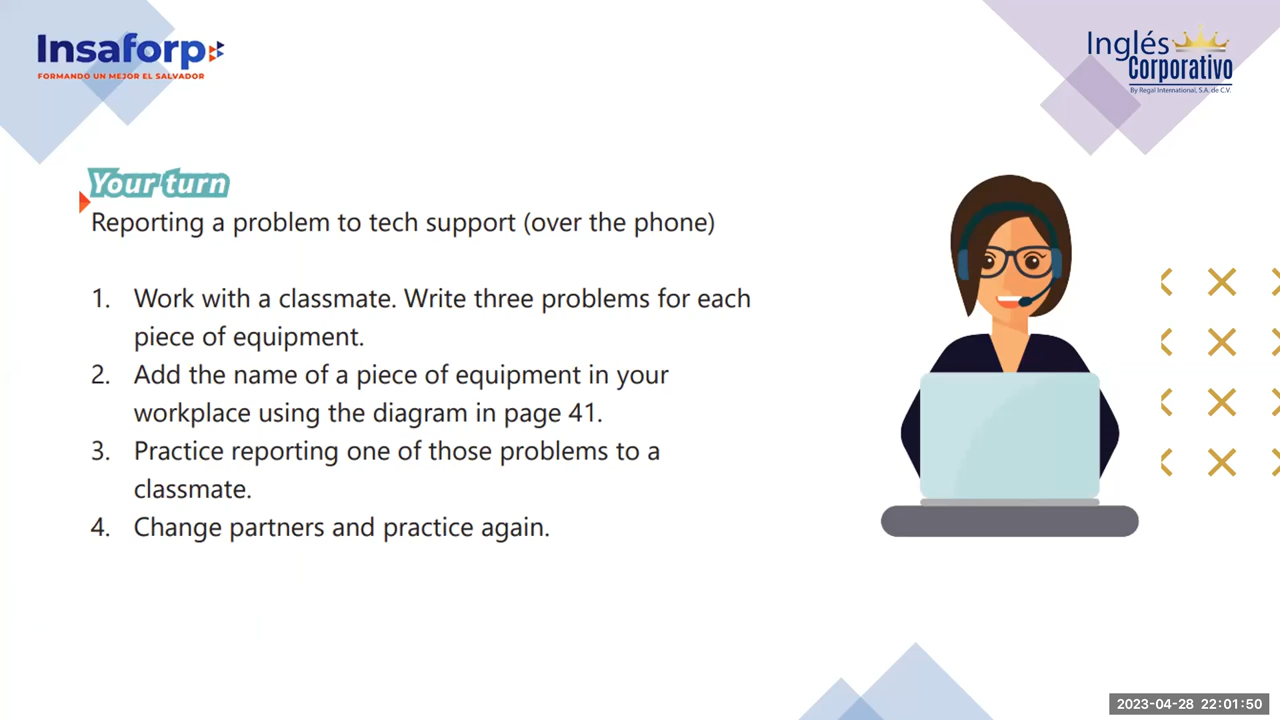 Insaforp
FORMANDO UN MEJOR EL SALVADOR
Inglés
Corporativo
By Regal International, S.A. de C.V.
Your turn
Reporting a problem to tech support (over the phone)
1. Work with a classmate. Write three problems for each
piece of equipment.
2. Add the name of a piece of equipment in your
workplace using the diagram in page 41.
3. Practice reporting one of those problems to a
classmate.
4. Change partners and practice again.
2023-04-28 22:01:50